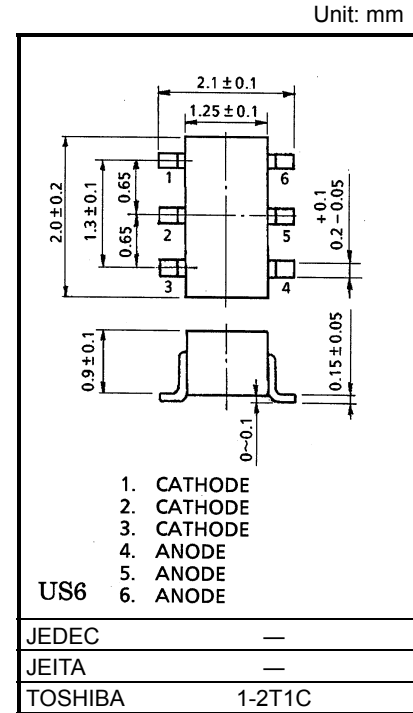 Unit: mm
2.1±0.1
1.25±0.1
1
6
2
5
3
4
2.0±0.2
1.3±0.1
0.65
0.65
+0.1
0.2-0.05
0.9±0.1
0.15±0.05
0~0.1
1. CATHODE
2. CATHODE
3. CATHODE
4. ANODE
5. ANODE
US6 6. ANODE
JEDEC —
JEITA —
TOSHIBA 1-2T1C